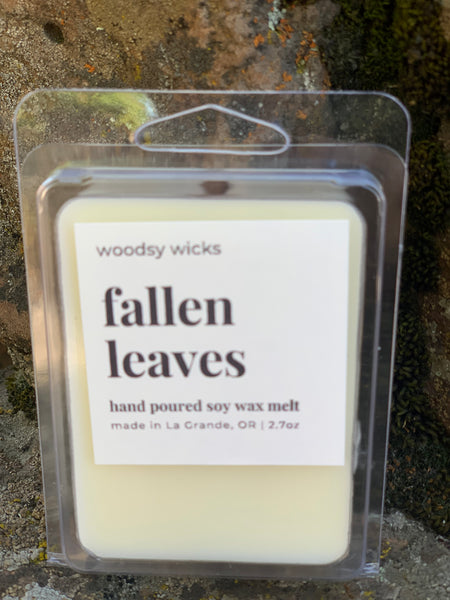 woodsy wicks
fallen
leaves
hand poured soy wax melt
made in La Grande, OR | 2.7oz